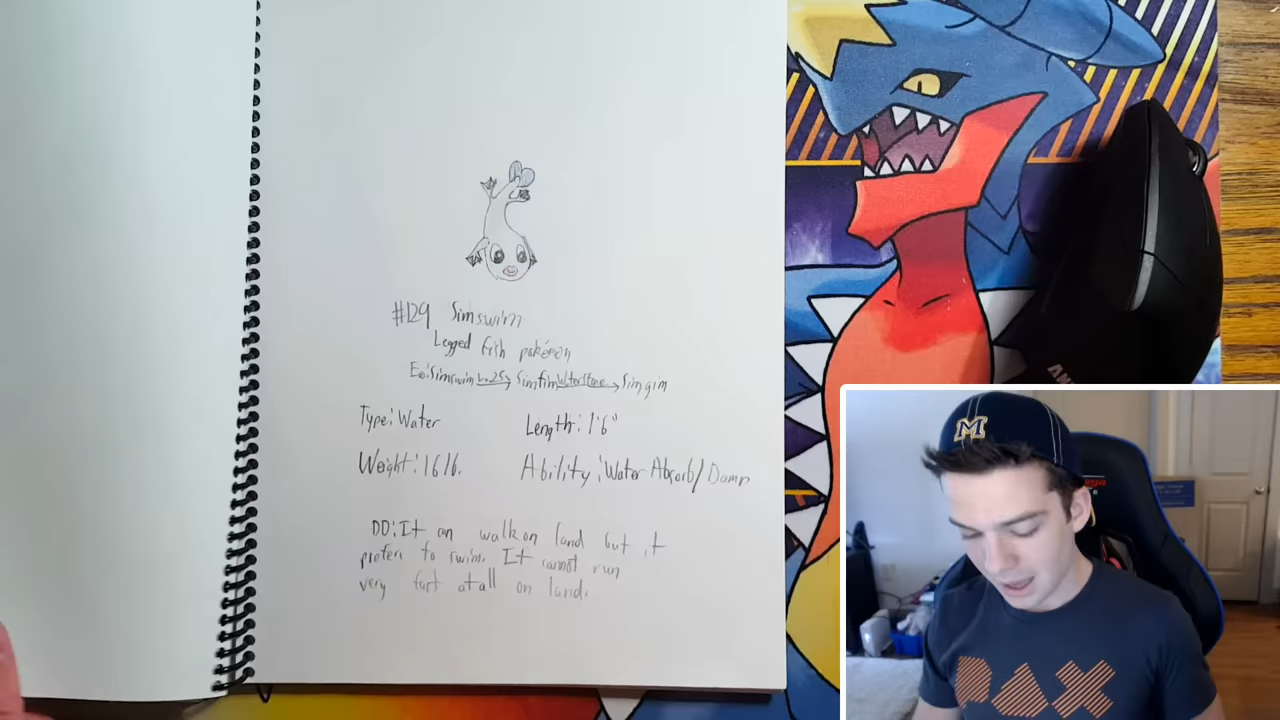 #129 Simswim
Legged fish pokémon
Evo: Simswim Lv.25 → Simfim Water Stone → Simgim
Type: Water
Length: 1'6"
Weight: 16 lb.
Ability: Water Absorb/Damp
DD: It can walk on land but it
prefers to swim. It cannot run
very fast at all on land.
M
PAX